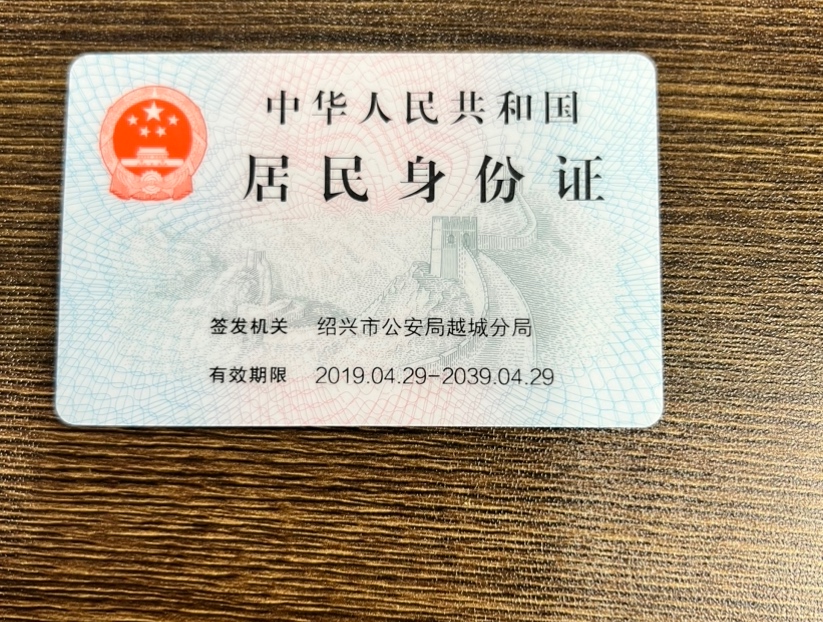 中华人民共和国
居民身份证
签发机关 绍兴市公安局越城分局
有效期限 2019.04.29-2039.04.29